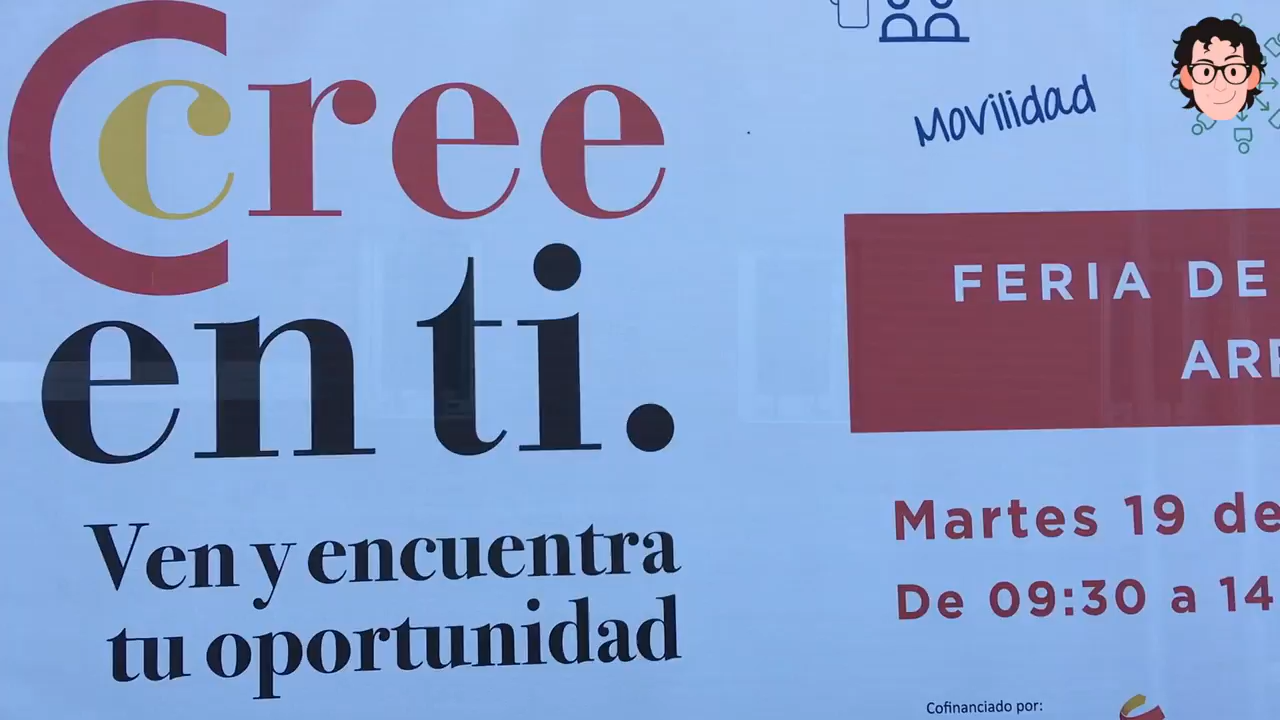 Cree
en ti.
Ven y encuentra
tu oportunidad
Movilidad
FERIA DE
Martes 19 de
De 09:30 a 14
Cofinanciado por: